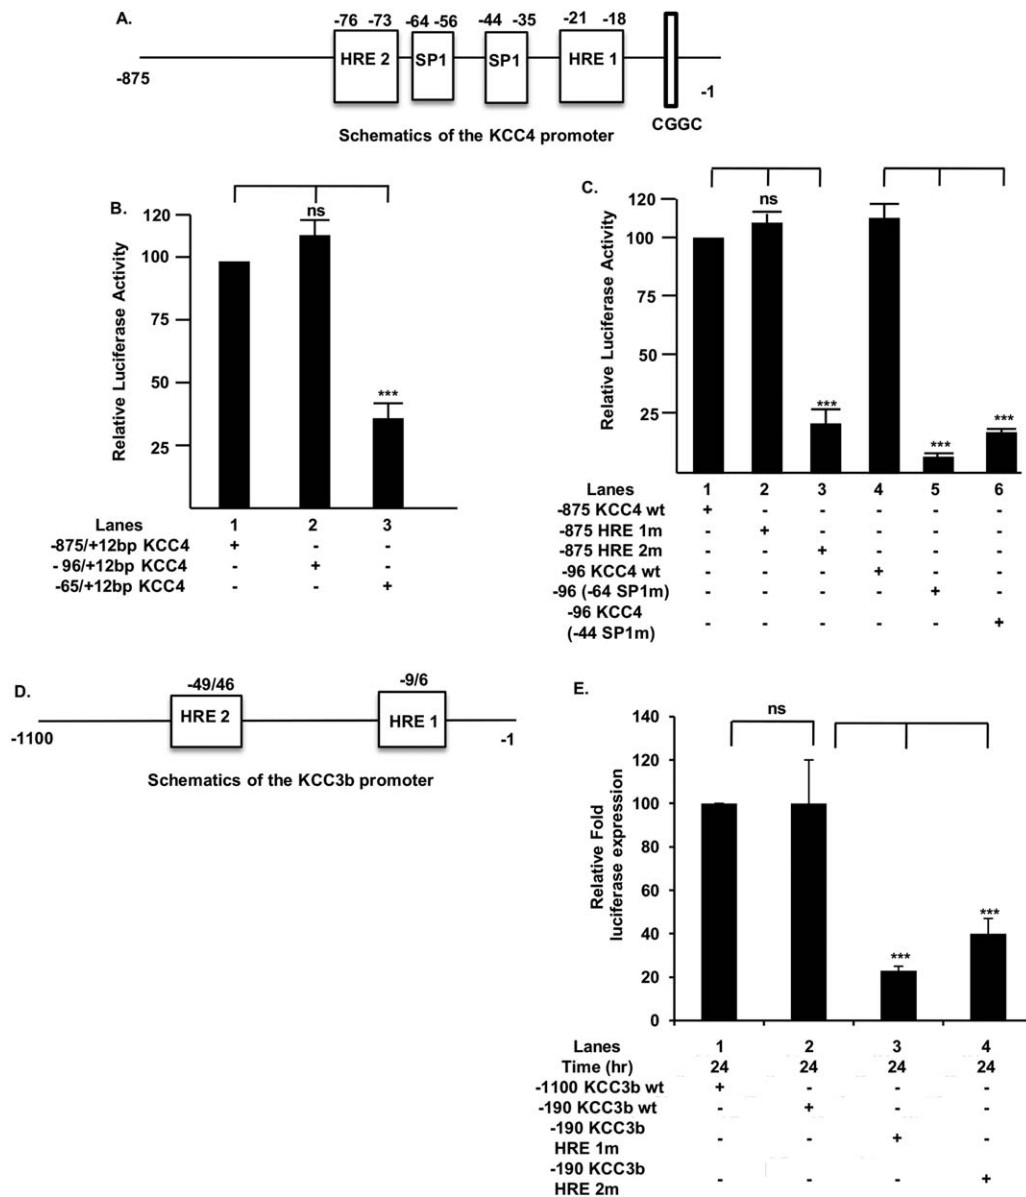 A.
-76 -73 -64 -56 -44 -35 -21 -18
HRE 2 SP1 SP1 HRE 1
-875 -1
CGGC
Schematics of the KCC4 promoter
B.
Relative Luciferase Activity
120
100
75
50
25
ns
***
Lanes 1 2 3
-875/+12bp KCC4 + - -
- 96/+12bp KCC4 - + -
-65/+12bp KCC4 - - +
C.
Relative Luciferase Activity
120
100
75
50
25
ns
***
***
***
Lanes 1 2 3 4 5 6
-875 KCC4 wt + - - - - -
-875 HRE 1m - + - - - -
-875 HRE 2m - - + - - -
-96 KCC4 wt - - - + - -
-96 (-64 SP1m) - - - - + -
-96 KCC4
(-44 SP1m) - - - - - +
D.
-49/46 -9/6
HRE 2 HRE 1
-1100 -1
Schematics of the KCC3b promoter
E.
Relative Fold
luciferase expression
140
120
100
80
60
40
20
0
ns
***
***
Lanes 1 2 3 4
Time (hr) 24 24 24 24
-1100 KCC3b wt + - - -
-190 KCC3b wt - + - -
-190 KCC3b
HRE 1m - - + -
-190 KCC3b
HRE 2m - - - +